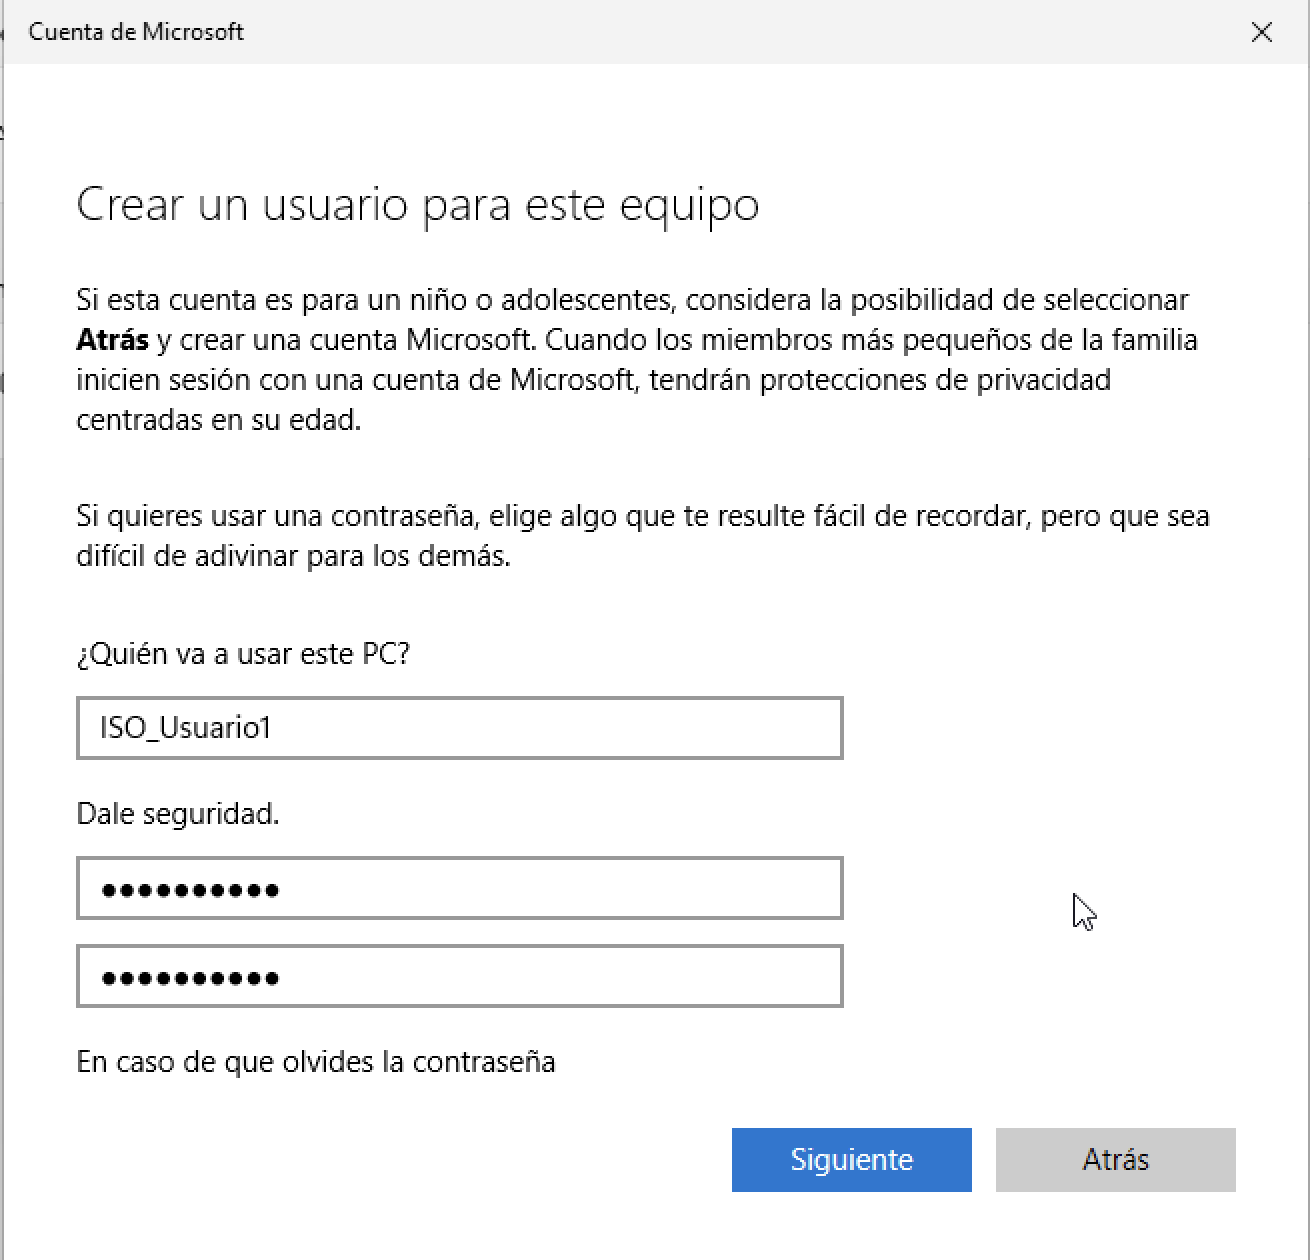 Cuenta de Microsoft
Crear un usuario para este equipo
Si esta cuenta es para un niño o adolescentes, considera la posibilidad de seleccionar
Atrás y crear una cuenta Microsoft. Cuando los miembros más pequeños de la familia
inicien sesión con una cuenta de Microsoft, tendrán protecciones de privacidad
centradas en su edad.
Si quieres usar una contraseña, elige algo que te resulte fácil de recordar, pero que sea
difícil de adivinar para los demás.
¿Quién va a usar este PC?
ISO_Usuario1
Dale seguridad.
●●●●●●●●●●
●●●●●●●●●●
En caso de que olvides la contraseña
Siguiente Atrás